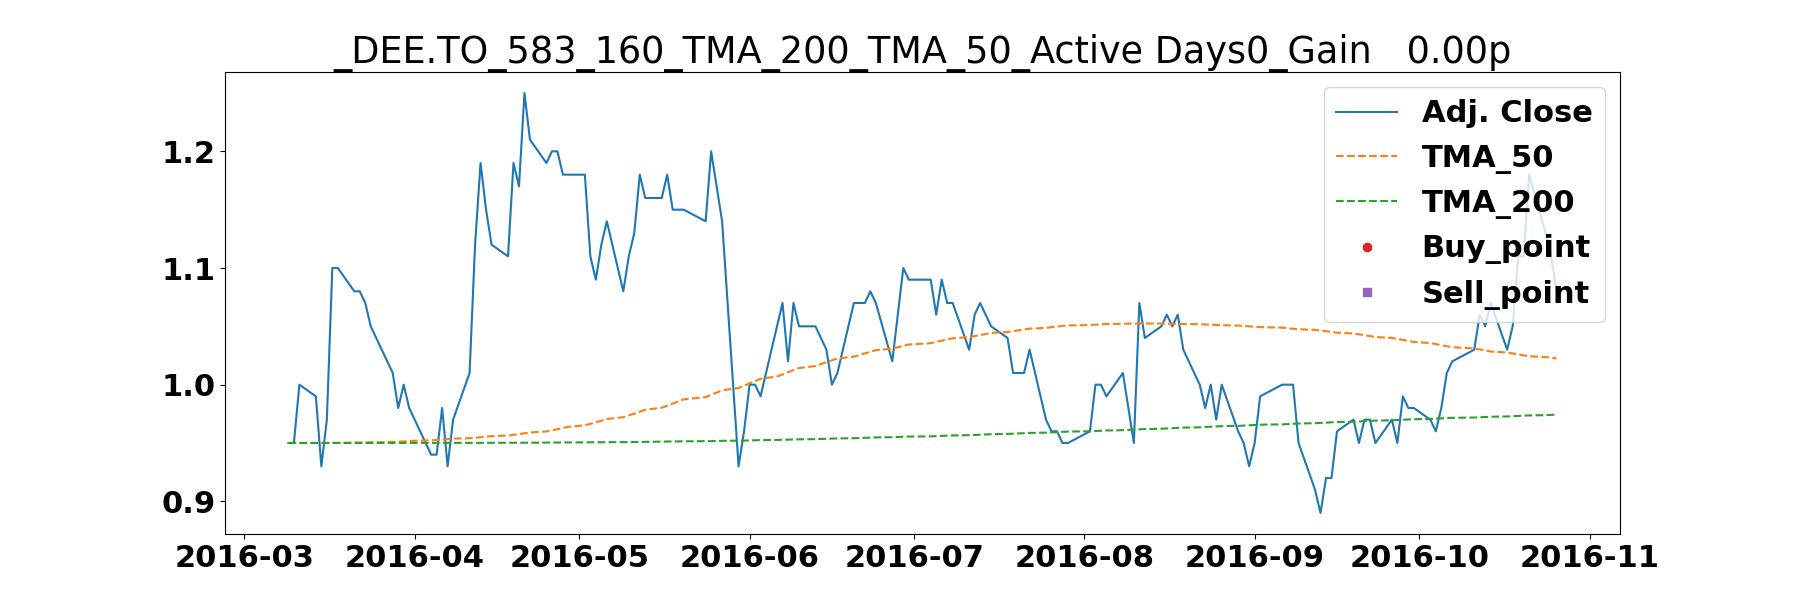 _DEE.TO_583_160_TMA_200_TMA_50_Active Days0_Gain   0.00p
Adj. Close
TMA_50
TMA_200
Buy_point
Sell_point
1.2
1.1
1.0
0.9
2016-03 2016-04 2016-05 2016-06 2016-07 2016-08 2016-09 2016-10 2016-11